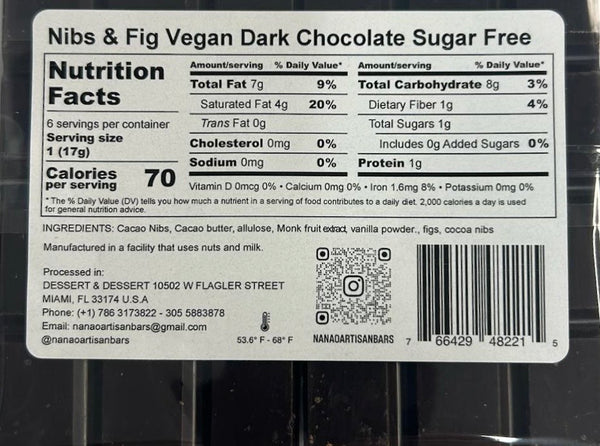 Nibs & Fig Vegan Dark Chocolate Sugar Free
Nutrition
Facts
6 servings per container
Serving size
1 (17g)
Calories
per serving 70
Amount/serving % Daily Value*
Total Fat 7g 9%
Saturated Fat 4g 20%
Trans Fat 0g
Cholesterol 0mg 0%
Sodium 0mg 0%
Amount/serving % Daily Value*
Total Carbohydrate 8g 3%
Dietary Fiber 1g 4%
Total Sugars 1g
Includes 0g Added Sugars 0%
Protein 1g
Vitamin D 0mcg 0% • Calcium 0mg 0% • Iron 1.6mg 8% • Potassium 0mg 0%
* The % Daily Value (DV) tells you how much a nutrient in a serving of food contributes to a daily diet. 2,000 calories a day is used
for general nutrition advice.
INGREDIENTS: Cacao Nibs, Cacao butter, allulose, Monk fruit extract, vanilla powder., figs, cocoa nibs
Manufactured in a facility that uses nuts and milk.
Processed in:
DESSERT & DESSERT 10502 W FLAGLER STREET
MIAMI, FL 33174 U.S.A
Phone: (+1) 786 3173822 - 305 5883878
Email: nanaoartisanbars@gmail.com
@nanaoartisanbars
53.6° F - 68° F
NANAOARTISANBARS
7 66429 48221 5